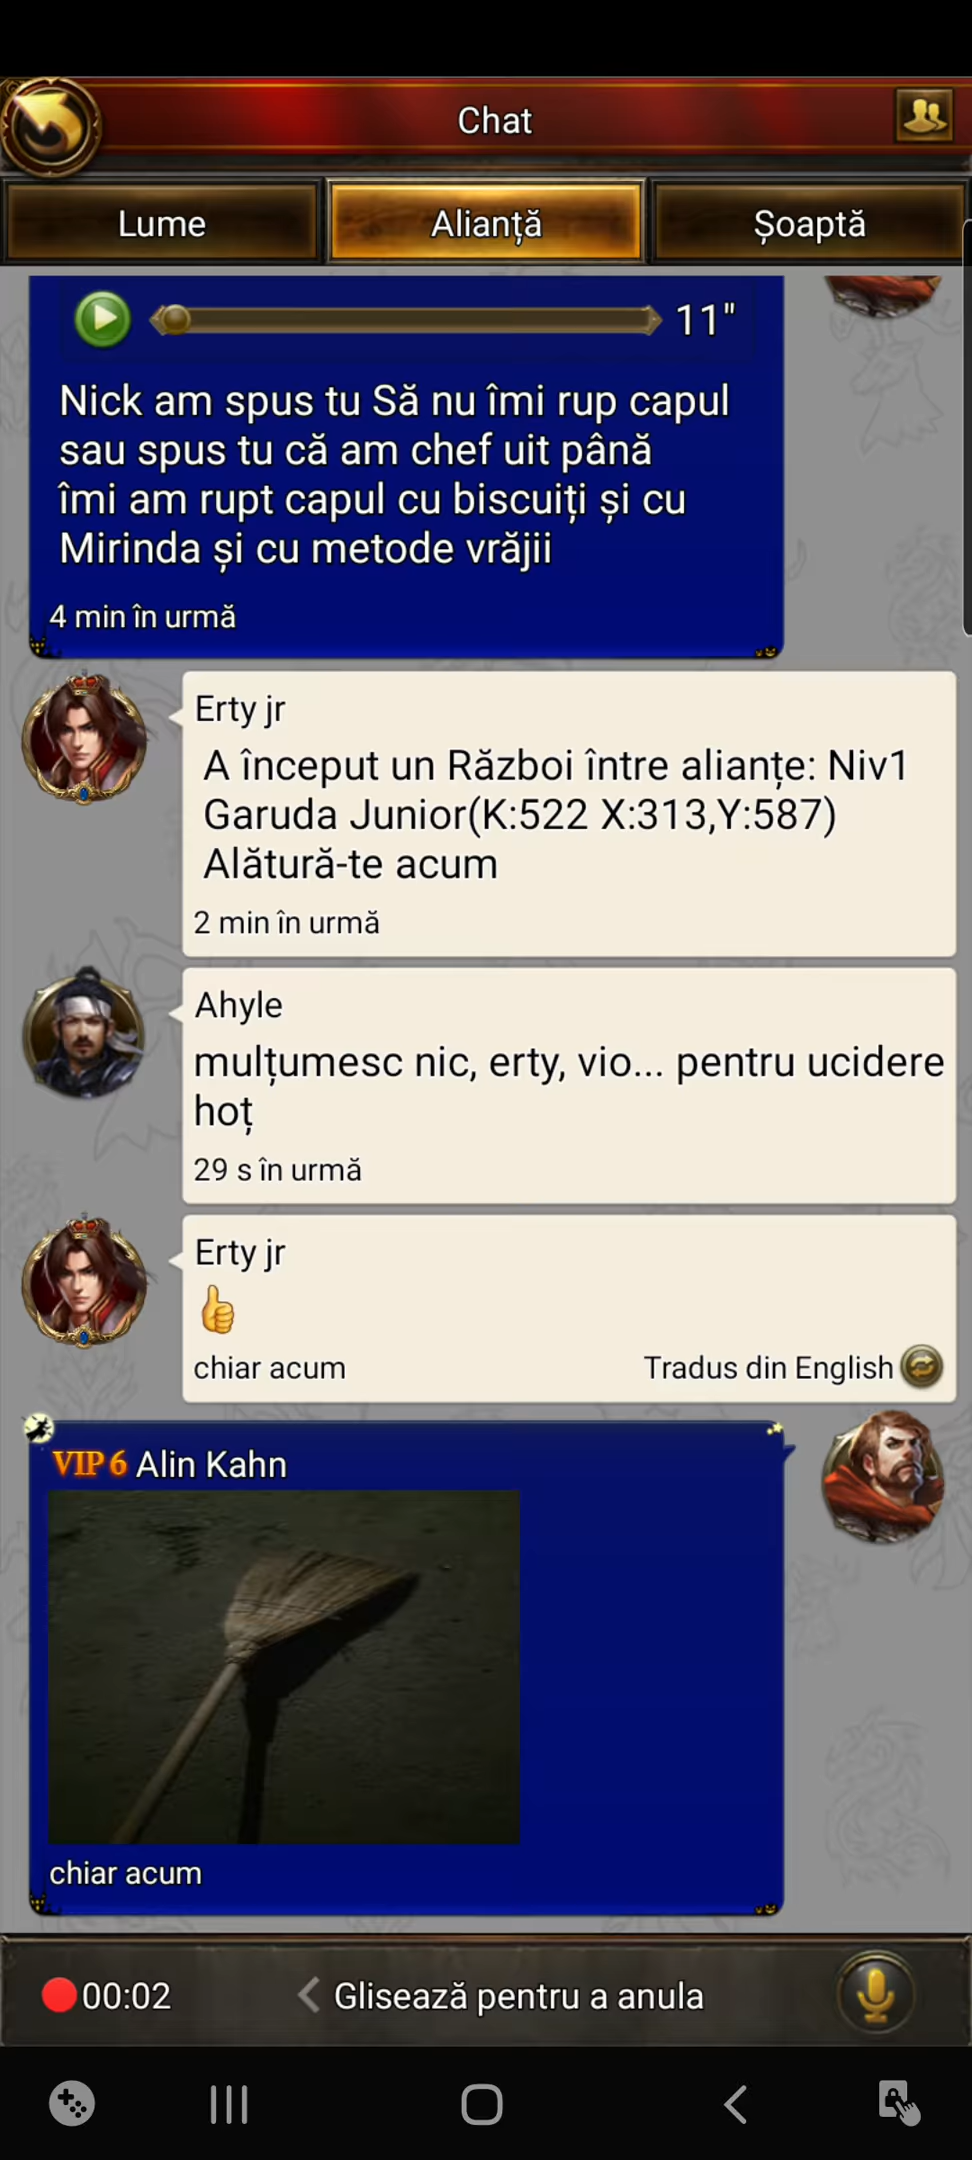 Chat
Lume
Alianță
Șoaptă
11"
Nick am spus tu Să nu îmi rup capul
sau spus tu că am chef uit până
îmi am rupt capul cu biscuiți și cu
Mirinda și cu metode vrăjii
4 min în urmă
Erty jr
A început un Război între alianțe: Niv1
Garuda Junior(K:522 X:313,Y:587)
Alătură-te acum
2 min în urmă
Ahyle
mulțumesc nic, erty, vio... pentru ucidere
hoț
29 s în urmă
Erty jr
👍
chiar acum
Tradus din English
VIP 6 Alin Kahn
chiar acum
00:02
Glisează pentru a anula